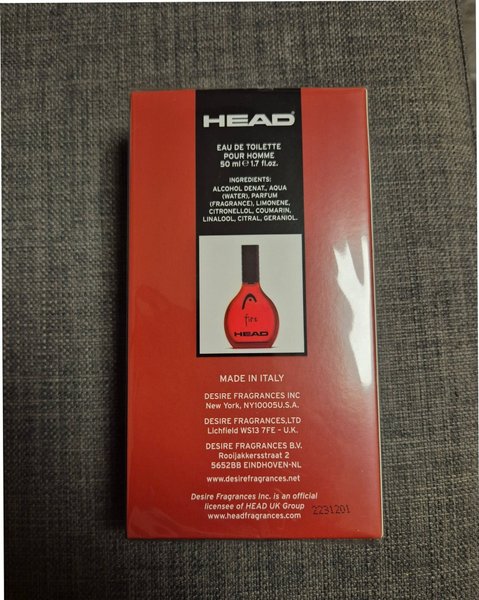 HEAD®
EAU DE TOILETTE
POUR HOMME
50 ml ℮ 1.7 fl.oz.
INGREDIENTS:
ALCOHOL DENAT., AQUA
(WATER), PARFUM
(FRAGRANCE), LIMONENE,
CITRONELLOL, COUMARIN,
LINALOOL, CITRAL, GERANIOL.
fire
HEAD
MADE IN ITALY
DESIRE FRAGRANCES INC
New York, NY10005U.S.A.
DESIRE FRAGRANCES,LTD
Lichfield WS13 7FE – U.K.
DESIRE FRAGRANCES B.V.
Rooijakkersstraat 2
5652BB EINDHOVEN-NL
www.desirefragrances.net
Desire Fragrances Inc. is an official
licensee of HEAD UK Group
www.headfragrances.com
2231201